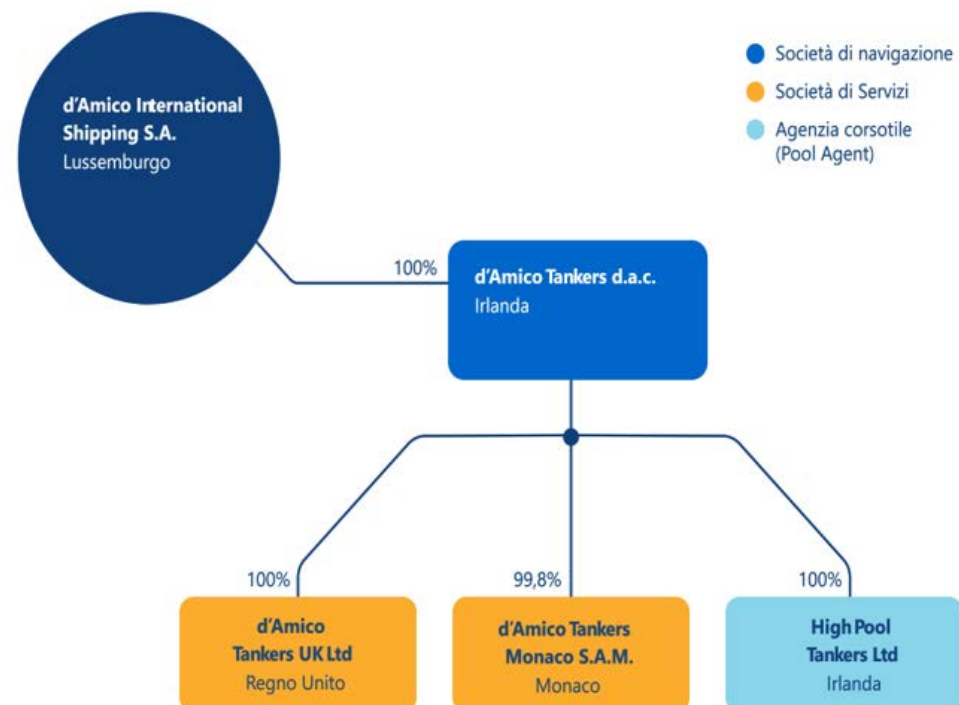 d'Amico International
Shipping S.A.
Lussemburgo
Società di navigazione
Società di Servizi
Agenzia corsotile
(Pool Agent)
100%
d'Amico Tankers d.a.c.
Irlanda
100%
99,8%
100%
d'Amico
Tankers UK Ltd
Regno Unito
d'Amico Tankers
Monaco S.A.M.
Monaco
High Pool
Tankers Ltd
Irlanda